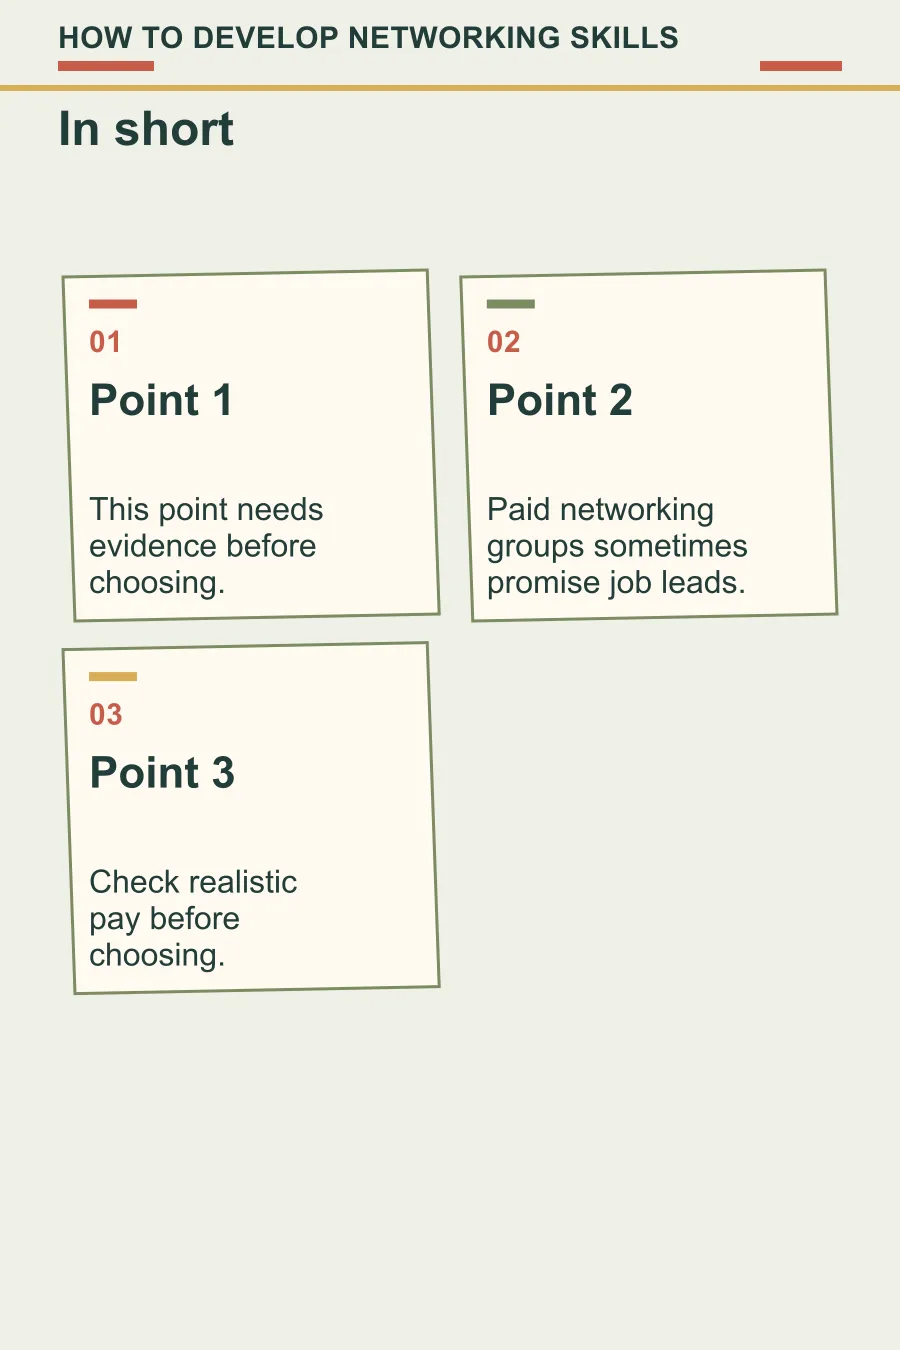 HOW TO DEVELOP NETWORKING SKILLS
In short
01
Point 1
This point needs
evidence before
choosing.
02
Point 2
Paid networking
groups sometimes
promise job leads.
03
Point 3
Check realistic
pay before
choosing.